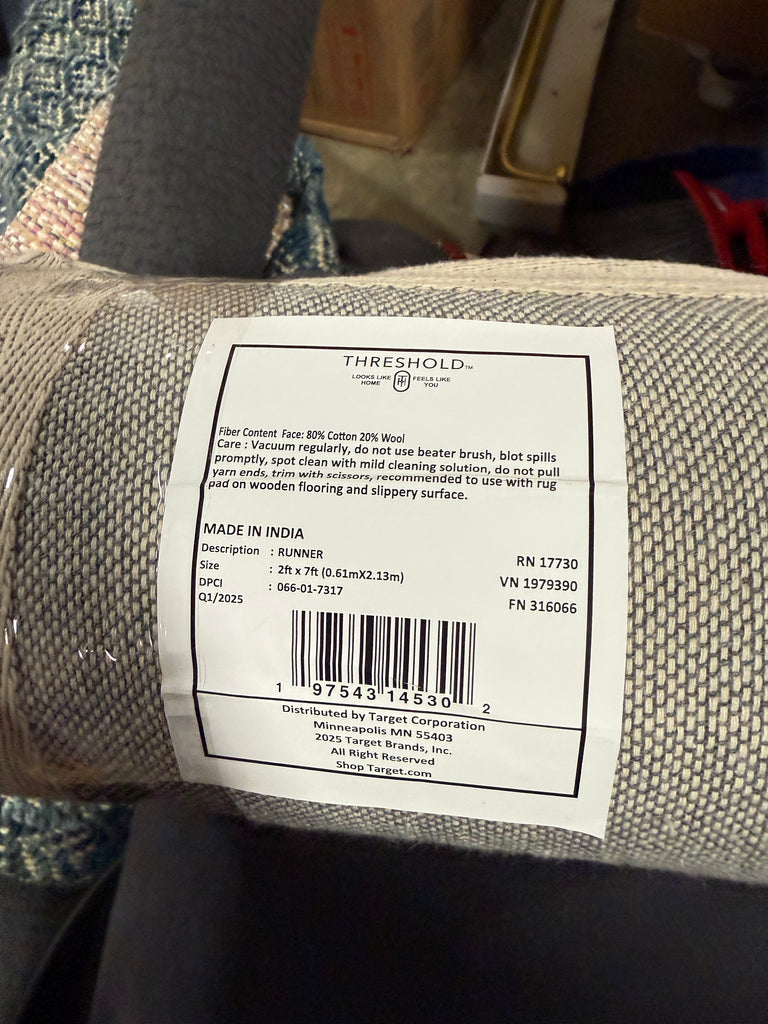 THRESHOLD™
LOOKS LIKE HOME TH FEELS LIKE YOU
Fiber Content Face: 80% Cotton 20% Wool
Care : Vacuum regularly, do not use beater brush, blot spills
promptly, spot clean with mild cleaning solution, do not pull
yarn ends, trim with scissors, recommended to use with rug
pad on wooden flooring and slippery surface.
MADE IN INDIA
Description : RUNNER
Size : 2ft x 7ft (0.61mX2.13m)
DPCI : 066-01-7317
Q1/2025
RN 17730
VN 1979390
FN 316066
1 97543 14530 2
Distributed by Target Corporation
Minneapolis MN 55403
2025 Target Brands, Inc.
All Right Reserved
Shop Target.com